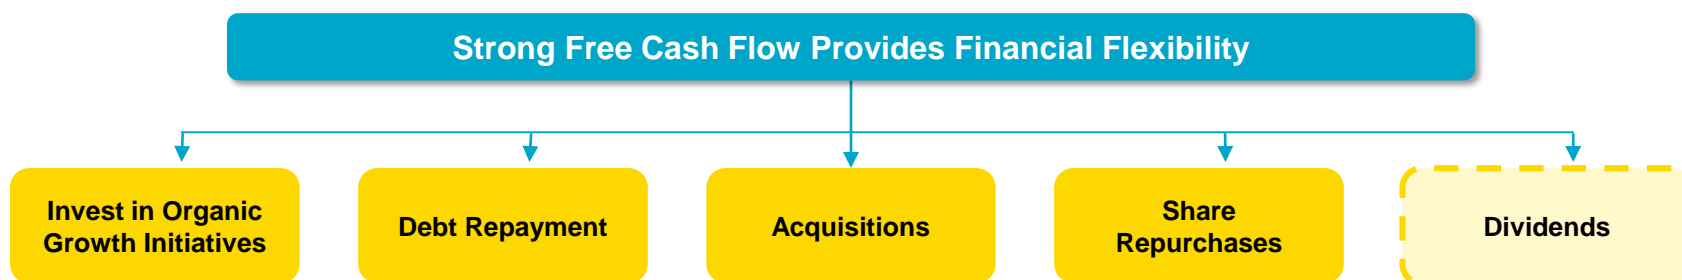 Strong Free Cash Flow Provides Financial Flexibility
Invest in Organic
Growth Initiatives
Debt Repayment
Acquisitions
Share
Repurchases
Dividends